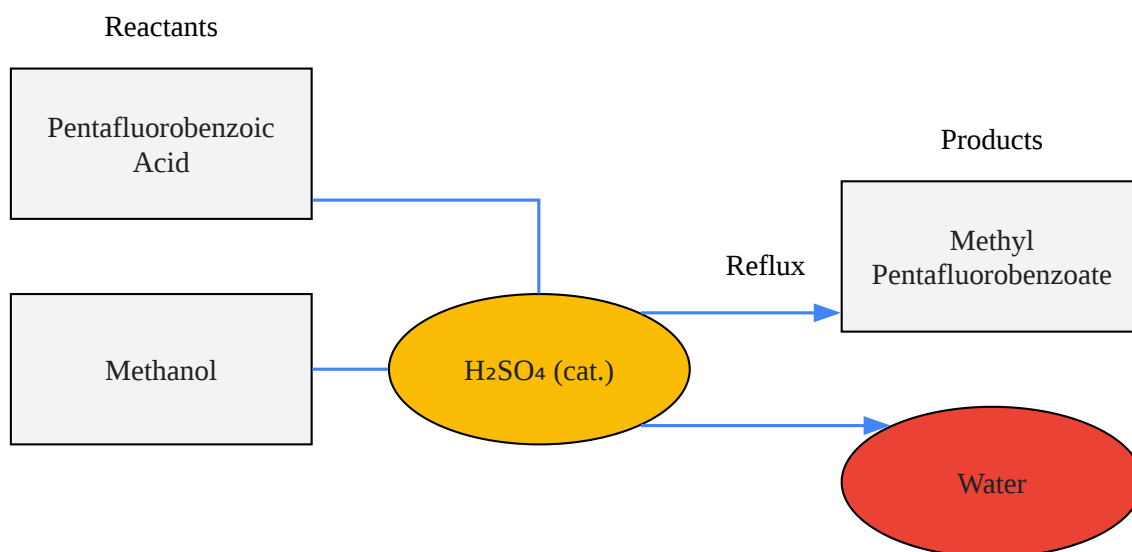 Reactants
Pentafluorobenzoic
Acid
Products
Methyl
Pentafluorobenzoate
Reflux
Methanol
H₂SO₄ (cat.)
Water